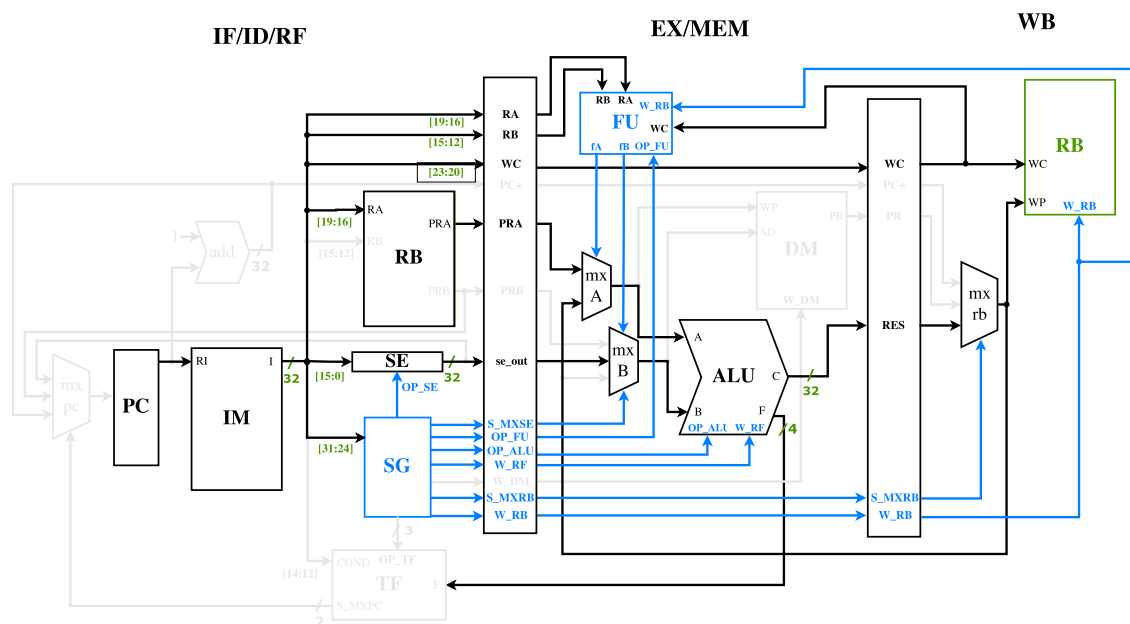 IF/ID/RF
EX/MEM
WB
PC
mx
pc
1
add
32
RI
I
IM
32
[19:16]
[15:12]
[23:20]
[19:16]
[15:12]
[15:0]
[31:24]
[14:12]
RA
RB
PRA
RB
PRB
SE
32
OP_SE
SG
3
COND
OP_TF
TF
F
S_MXPC
2
RA
RB
WC
PC+
PRA
PRB
se_out
S_MXSE
OP_FU
OP_ALU
W_RF
W_DM
S_MXRB
W_RB
RB
RA
W_RB
FU
WC
fA
fB
OP_FU
mx
A
mx
B
WP
AD
PR
DM
W_DM
A
ALU
C
B
F
OP_ALU
W_RF
32
4
WC
PC+
PR
RES
S_MXRB
W_RB
mx
rb
RB
WC
WP
W_RB